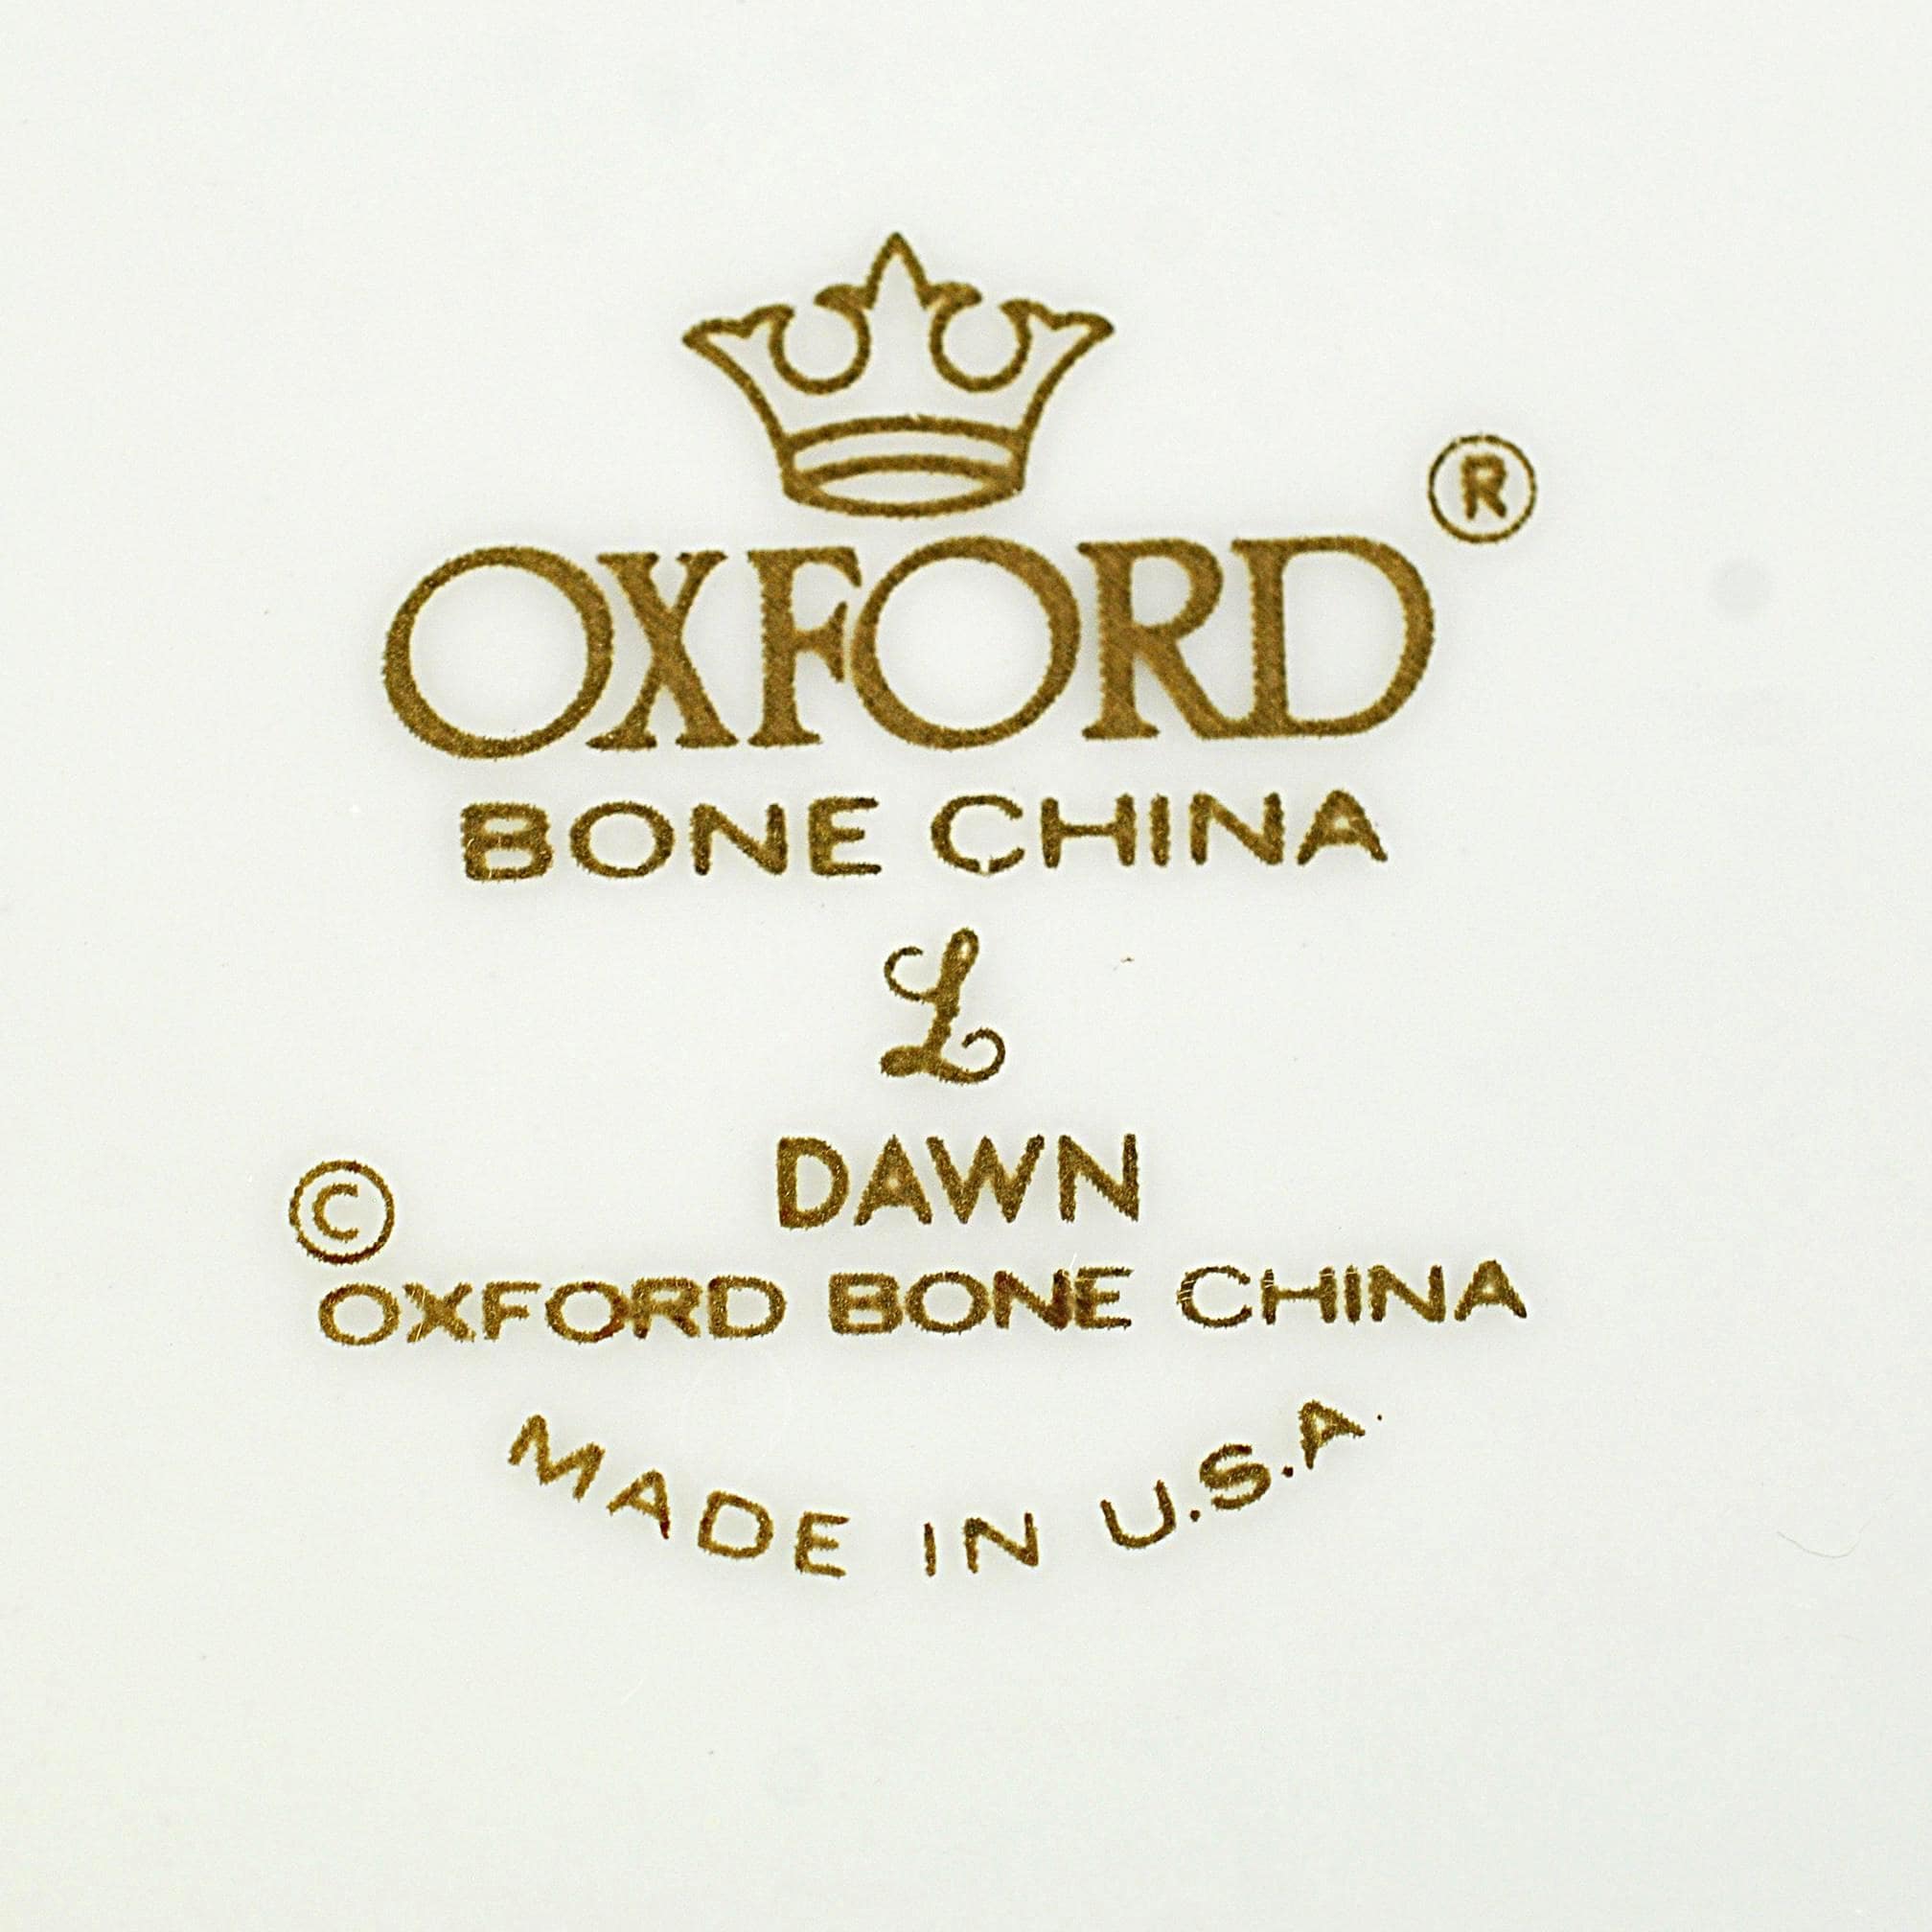 OXFORD ®
BONE CHINA
L
DAWN
©
OXFORD BONE CHINA
MADE IN U.S.A.